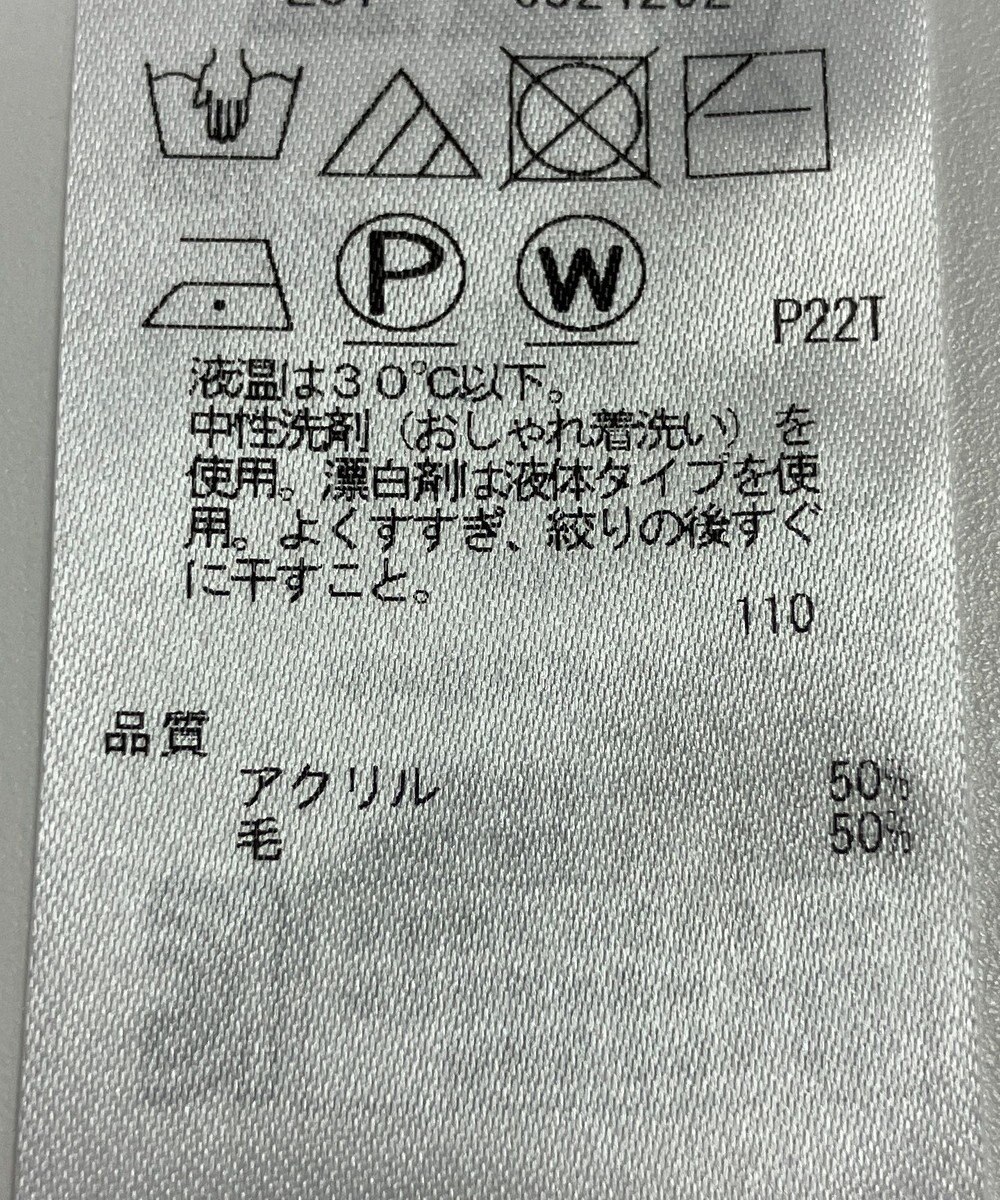 P
W
P22T
液温は30℃以下。
中性洗剤（おしゃれ着洗い）を
使用。漂白剤は液体タイプを使
用。よくすすぎ、絞りの後すぐ
に干すこと。
110
品質
アクリル 50%
毛 50%